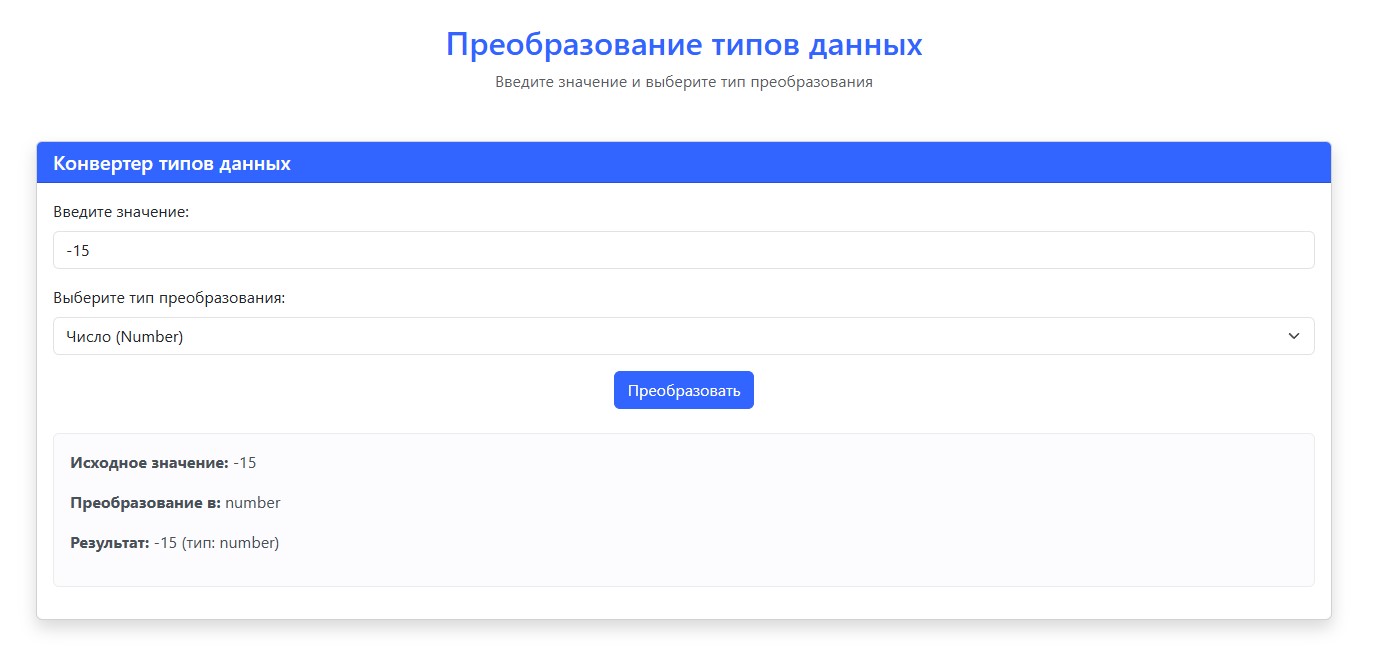 Преобразование типов данных
Введите значение и выберите тип преобразования
Конвертер типов данных
Введите значение:
-15
Выберите тип преобразования:
Число (Number)
Преобразовать
Исходное значение: -15
Преобразование в: number
Результат: -15 (тип: number)